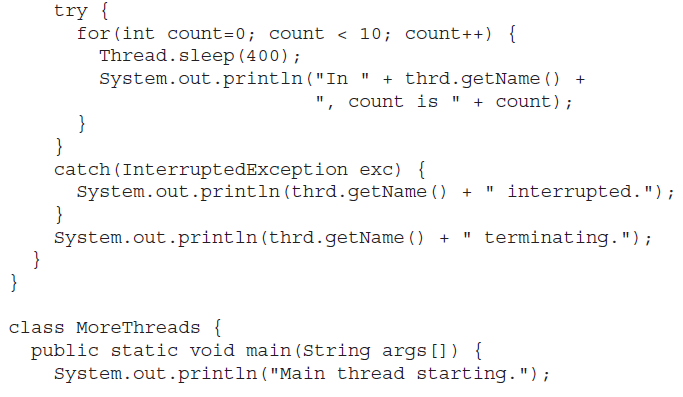 try {
for(int count=0; count < 10; count++) {
Thread.sleep(400);
System.out.println("In " + thrd.getName() +
", count is " + count);
}
}
catch(InterruptedException exc) {
System.out.println(thrd.getName() + " interrupted.");
}
System.out.println(thrd.getName() + " terminating.");
}
}
class MoreThreads {
public static void main(String args[]) {
System.out.println("Main thread starting.");